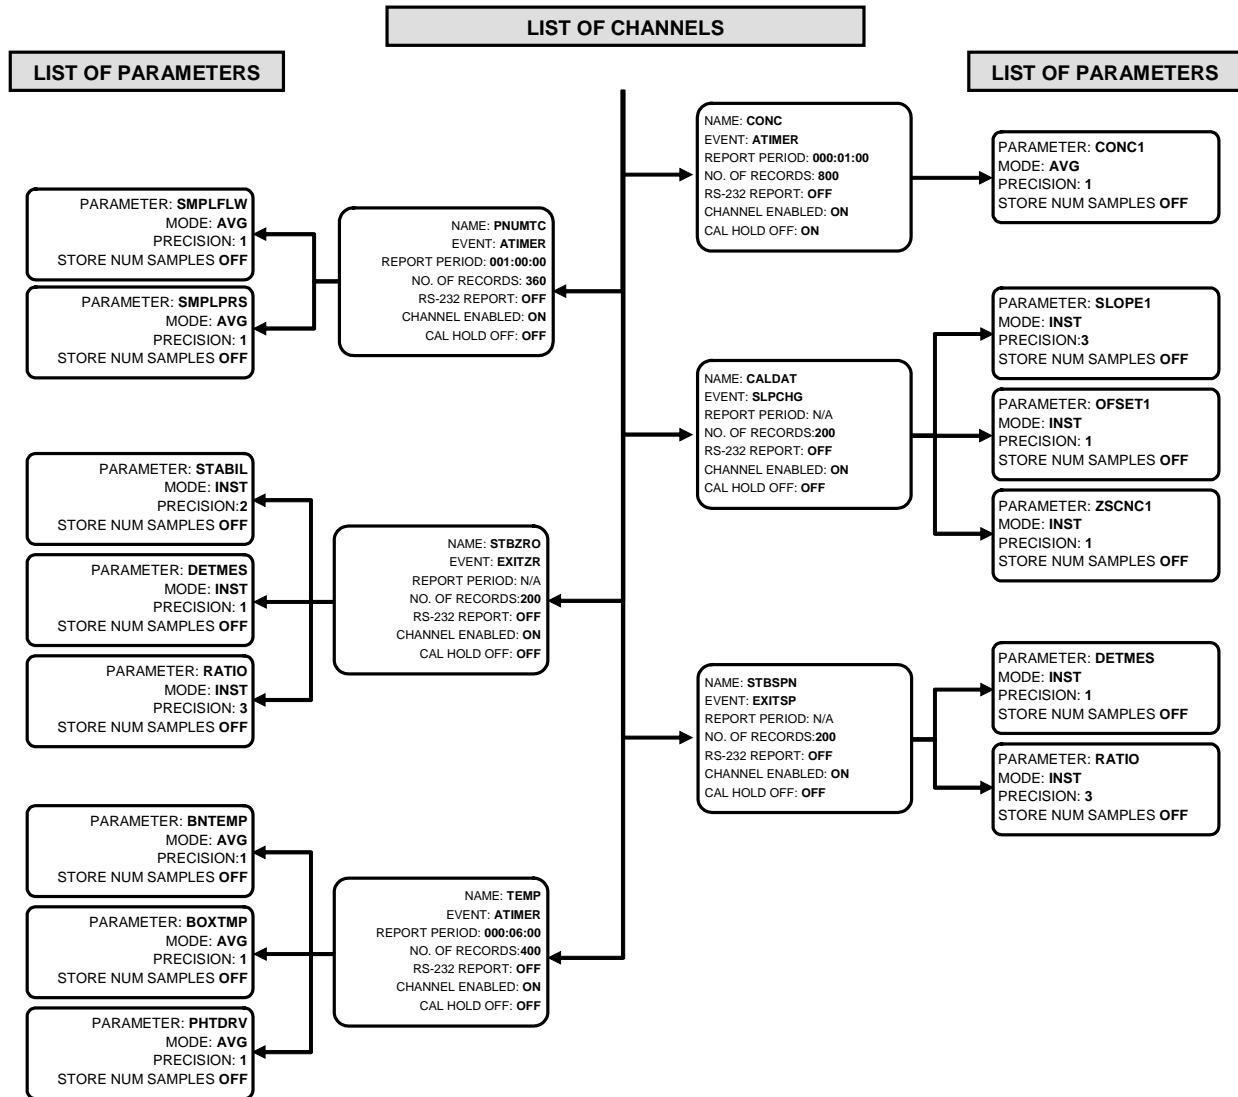 LIST OF CHANNELS
LIST OF PARAMETERS
LIST OF PARAMETERS
PARAMETER: SMPLFLW
MODE: AVG
PRECISION: 1
STORE NUM SAMPLES OFF
PARAMETER: SMPLPRS
MODE: AVG
PRECISION: 1
STORE NUM SAMPLES OFF
NAME: PNUMTC
EVENT: ATIMER
REPORT PERIOD: 001:00:00
NO. OF RECORDS: 360
RS-232 REPORT: OFF
CHANNEL ENABLED: ON
CAL HOLD OFF: OFF
NAME: CONC
EVENT: ATIMER
REPORT PERIOD: 000:01:00
NO. OF RECORDS: 800
RS-232 REPORT: OFF
CHANNEL ENABLED: ON
CAL HOLD OFF: ON
PARAMETER: CONC1
MODE: AVG
PRECISION: 1
STORE NUM SAMPLES OFF
NAME: CALDAT
EVENT: SLPCHG
REPORT PERIOD: N/A
NO. OF RECORDS:200
RS-232 REPORT: OFF
CHANNEL ENABLED: ON
CAL HOLD OFF: OFF
PARAMETER: SLOPE1
MODE: INST
PRECISION:3
STORE NUM SAMPLES OFF
PARAMETER: OFSET1
MODE: INST
PRECISION: 1
STORE NUM SAMPLES OFF
PARAMETER: ZSCNC1
MODE: INST
PRECISION: 1
STORE NUM SAMPLES OFF
PARAMETER: STABIL
MODE: INST
PRECISION:2
STORE NUM SAMPLES OFF
PARAMETER: DETMES
MODE: INST
PRECISION: 1
STORE NUM SAMPLES OFF
PARAMETER: RATIO
MODE: INST
PRECISION: 3
STORE NUM SAMPLES OFF
NAME: STBZRO
EVENT: EXITZR
REPORT PERIOD: N/A
NO. OF RECORDS:200
RS-232 REPORT: OFF
CHANNEL ENABLED: ON
CAL HOLD OFF: OFF
NAME: STBSPN
EVENT: EXITSP
REPORT PERIOD: N/A
NO. OF RECORDS:200
RS-232 REPORT: OFF
CHANNEL ENABLED: ON
CAL HOLD OFF: OFF
PARAMETER: DETMES
MODE: INST
PRECISION: 1
STORE NUM SAMPLES OFF
PARAMETER: RATIO
MODE: INST
PRECISION: 3
STORE NUM SAMPLES OFF
PARAMETER: BNTEMP
MODE: AVG
PRECISION:1
STORE NUM SAMPLES OFF
PARAMETER: BOXTMP
MODE: AVG
PRECISION: 1
STORE NUM SAMPLES OFF
PARAMETER: PHTDRV
MODE: AVG
PRECISION: 1
STORE NUM SAMPLES OFF
NAME: TEMP
EVENT: ATIMER
REPORT PERIOD: 000:06:00
NO. OF RECORDS:400
RS-232 REPORT: OFF
CHANNEL ENABLED: ON
CAL HOLD OFF: OFF